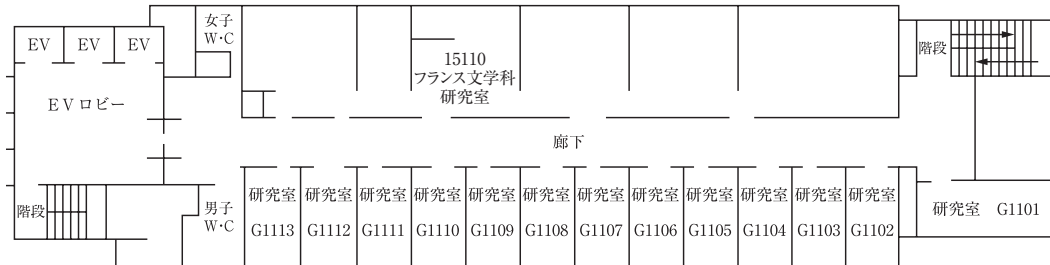 女子
W・C
EV
EV
EV
階段
15110
フランス文学科
研究室
EVロビー
廊下
階段
男子
W・C
研究室
G1113
研究室
G1112
研究室
G1111
研究室
G1110
研究室
G1109
研究室
G1108
研究室
G1107
研究室
G1106
研究室
G1105
研究室
G1104
研究室
G1103
研究室
G1102
研究室 G1101